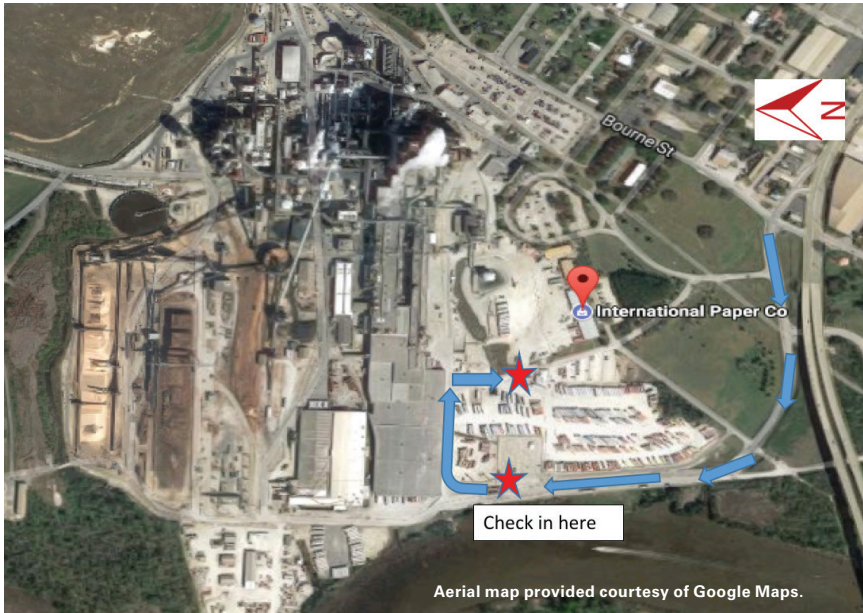 Bourne St
N
International Paper Co
Check in here
Aerial map provided courtesy of Google Maps.